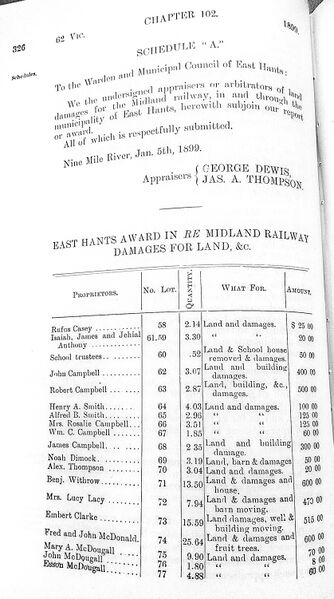 326 62 VIC. CHAPTER 102. 1899.
SCHEDULE "A."
Schedules.
To the Warden and Municipal Council of East Hants:
We the undersigned appraisers or arbitrators of land
damages for the Midland railway, in and through the
municipality of East Hants, herewith subjoin our report
or award.
All of which is respectfully submitted.
Nine Mile River, Jan. 5th, 1899.
Appraisers { GEORGE DEWIS,
JAS. A. THOMPSON.
EAST HANTS AWARD IN RE MIDLAND RAILWAY
DAMAGES FOR LAND, &C.
PROPRIETORS. No. LOT. QUANTITY. WHAT FOR. AMOUNT.
Rufus Casey 58 2.14 Land and damages. $ 25 00
Isaiah, James and Jehial
Anthony 61.59 3.30 " " 20 00
School trustees 60 .52 Land & School house
removed & damages. 50 00
John Campbell 62 3.07 Land and building
damages. 400 00
Robert Campbell 63 2.87 Land, building, &c.,
damages. 500 00
Henry A. Smith 64 4.03 Land and damages. 100 00
Alfred B. Smith 65 2.96 " " 125 00
Mrs. Rosalie Campbell 66 3.51 " " 125 00
Wm. C. Campbell 67 1.85 " " 60 00
James Campbell 68 2 35 Land and building
damage. 300 00
Noah Dimock 69 3.19 Land, barn & damages 50 00
Alex. Thompson 70 3.04 Land and damages. 20 00
Benj. Withrow 71 13.50 Land & damages and
house. 600 00
Mrs. Lucy Lacy 72 7.94 Land & damages and
barn moving. 473 00
Embert Clarke 73 15.59 Land damages, well &
building moving. 515 00
Fred and John McDonald. 74 25.64 Land & damages and
fruit trees. 600 00
Mary A. McDougall 75 9.90 Land and damages. 70 00
John McDougall 76 1.80 " " 8 00
Esson McDougall 77 4.88 " " 60 00